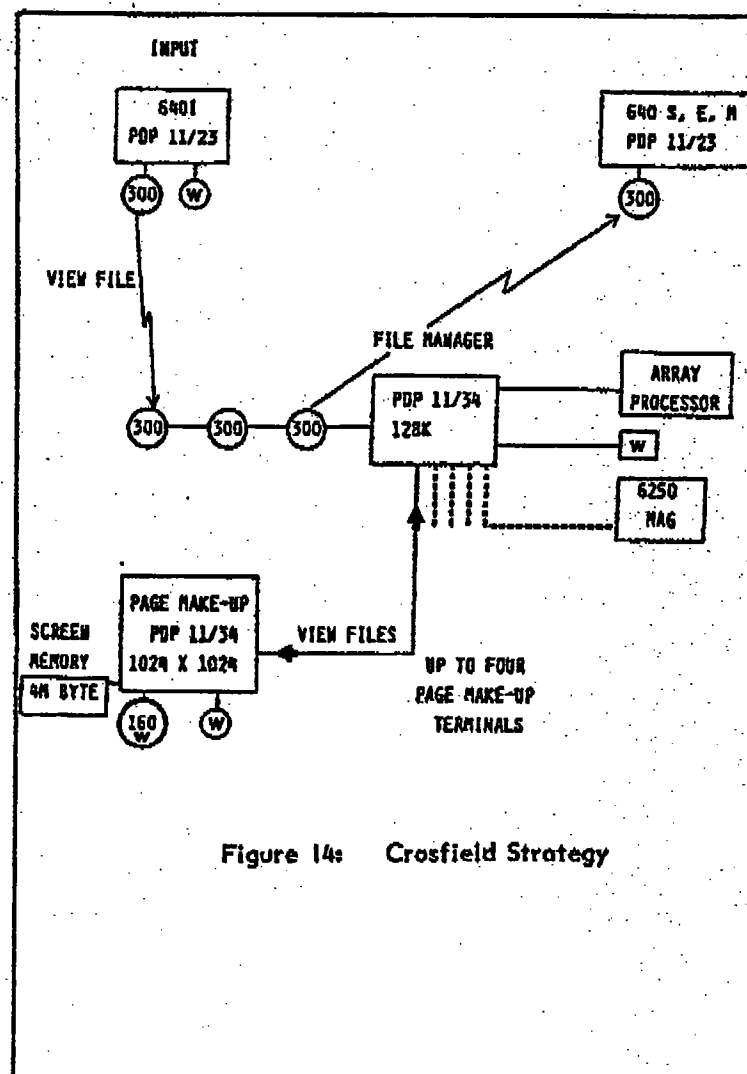 INPUT
640I
PDP 11/23
640 S, E, M
PDP 11/23
300
W
300
VIEW FILE
FILE MANAGER
300
300
300
PDP 11/34
128K
ARRAY
PROCESSOR
W
6250
MAG
PAGE MAKE-UP
PDP 11/34
1024 X 1024
VIEW FILES
SCREEN
MEMORY
4M BYTE
160
W
W
UP TO FOUR
PAGE MAKE-UP
TERMINALS
Figure 14: Crosfield Strategy